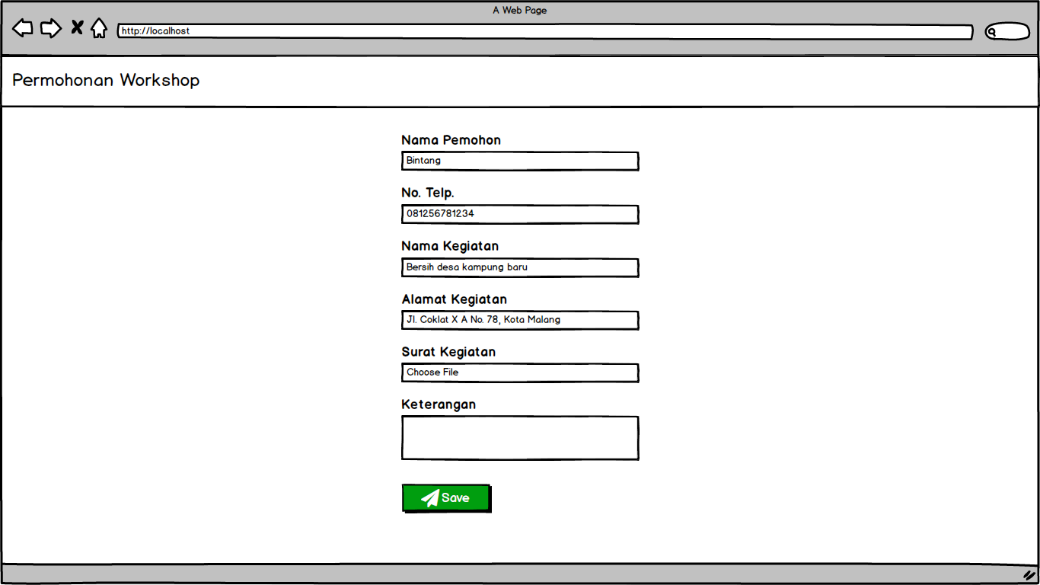 A Web Page
http://localhost
Permohonan Workshop
Nama Pemohon
Bintang
No. Telp.
081256781234
Nama Kegiatan
Bersih desa kampung baru
Alamat Kegiatan
Jl. Coklat X A No. 78, Kota Malang
Surat Kegiatan
Choose File
Keterangan
Save